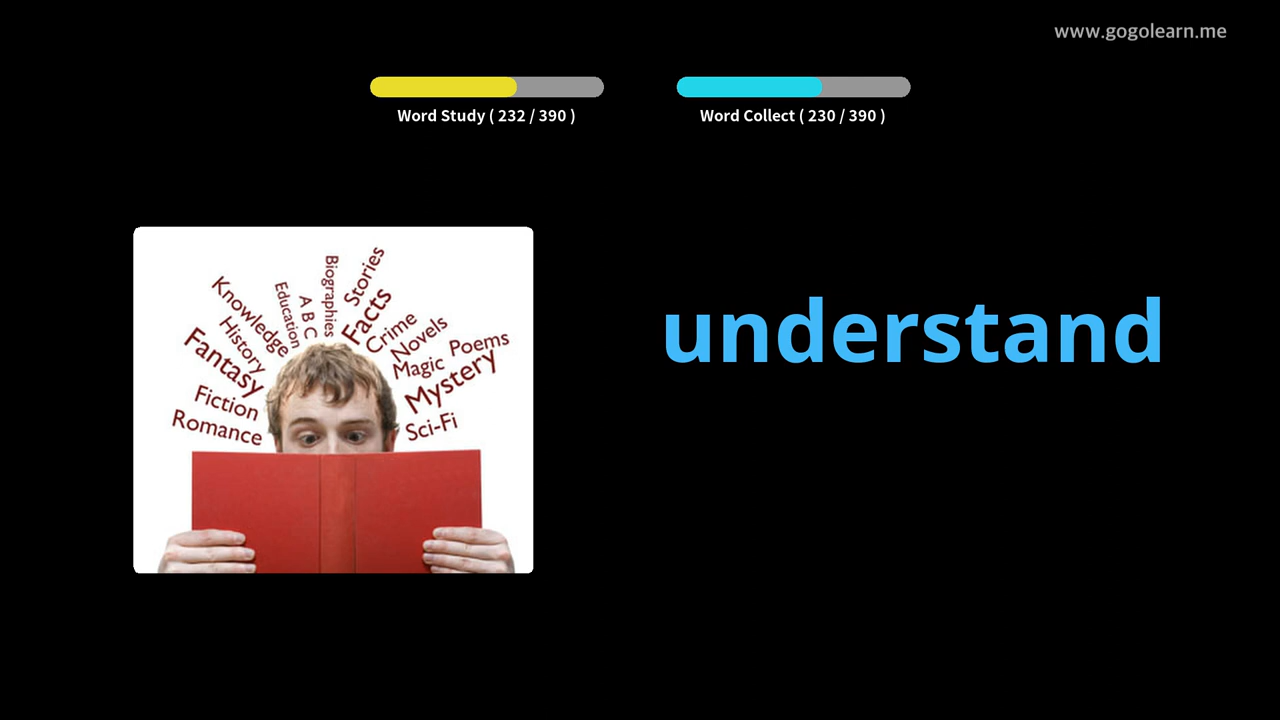 www.gogolearn.me
Word Study ( 232 / 390 )
Word Collect ( 230 / 390 )
Knowledge
Education
A B C
Biographies
Stories
Facts
Crime
Novels
Poems
History
Fantasy
Magic
Mystery
Fiction
Romance
Sci-Fi
understand